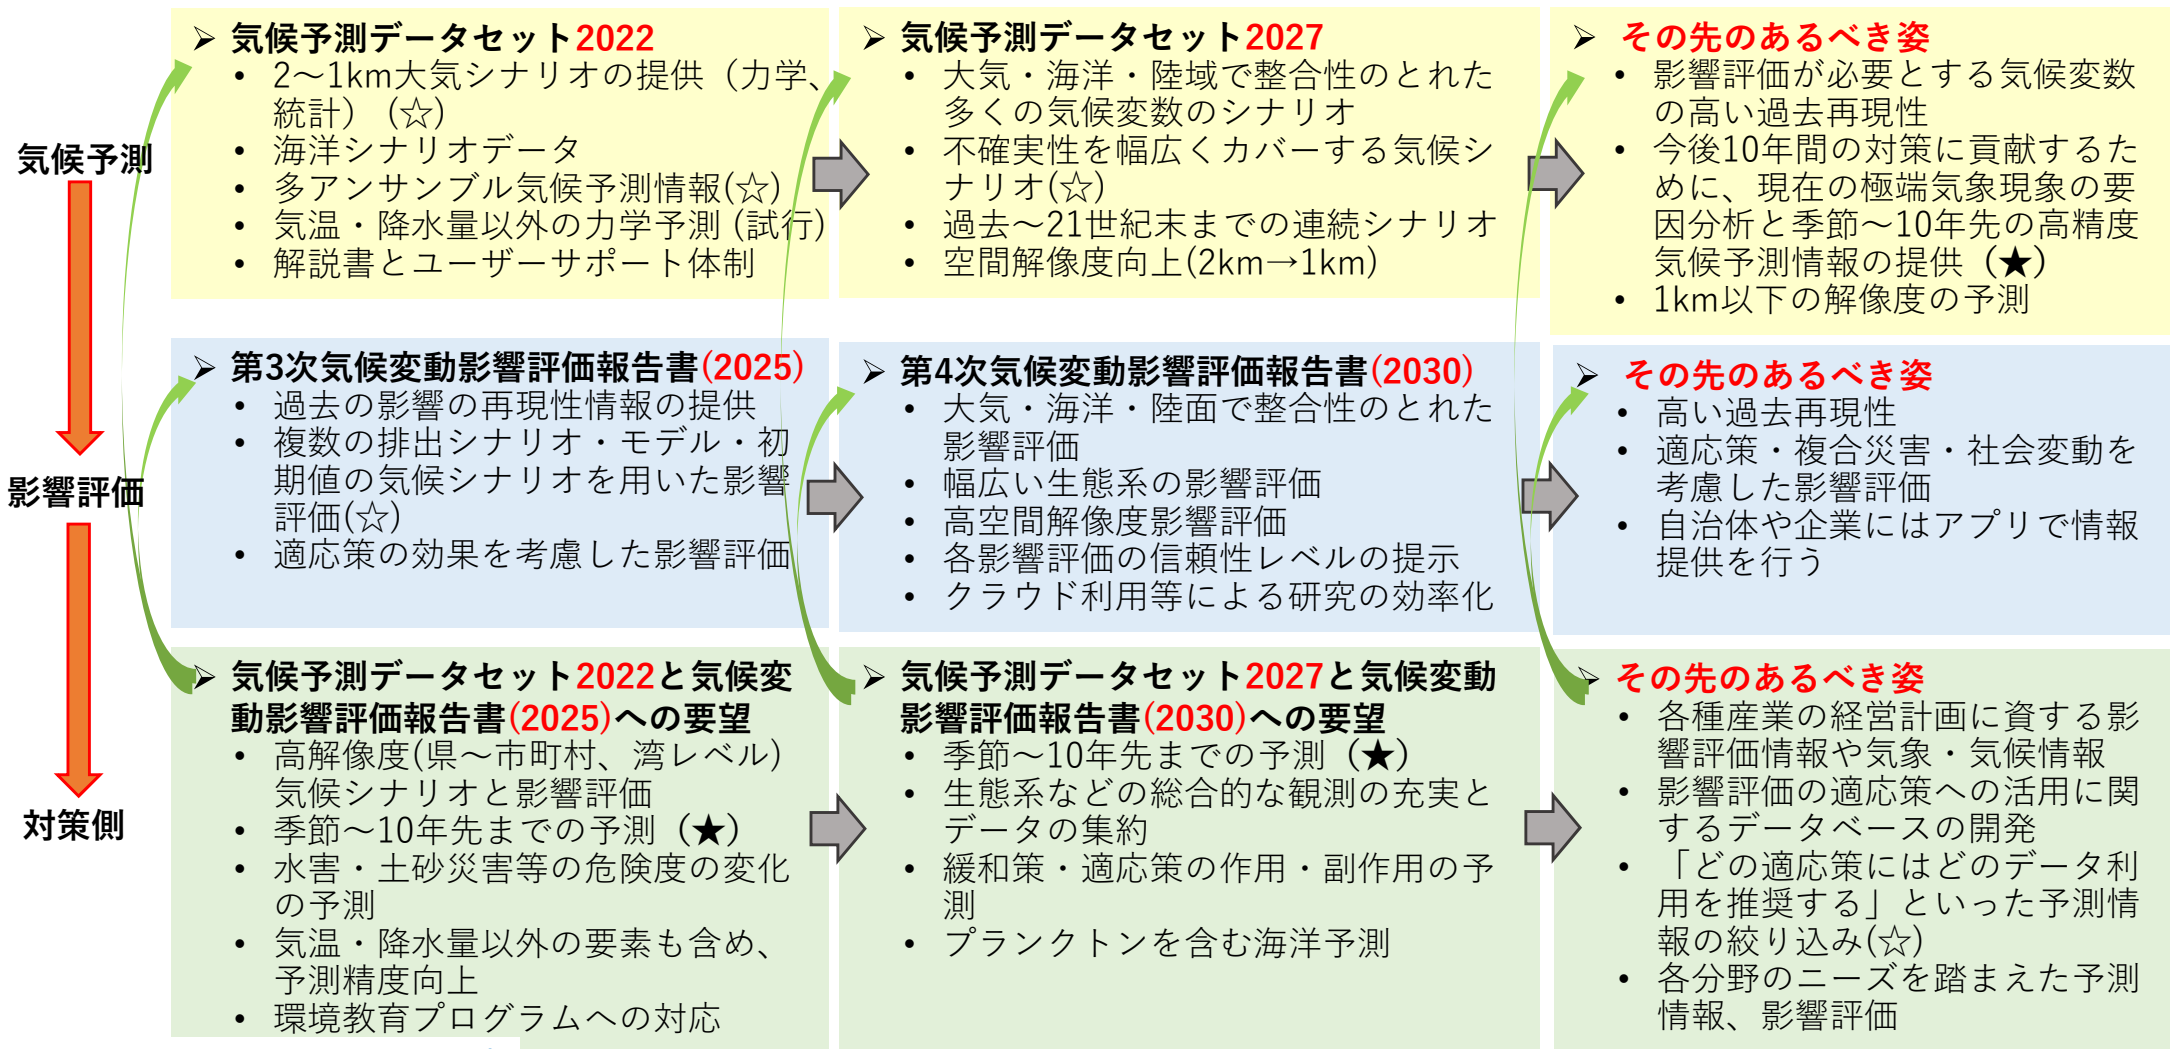 気候予測
影響評価
対策側
➢ 気候予測データセット2022
• 2～1km大気シナリオの提供（力学、
統計）(☆)
• 海洋シナリオデータ
• 多アンサンブル気候予測情報(☆)
• 気温・降水量以外の力学予測 (試行)
• 解説書とユーザーサポート体制
➢ 気候予測データセット2027
• 大気・海洋・陸域で整合性のとれた
多くの気候変数のシナリオ
• 不確実性を幅広くカバーする気候シ
ナリオ(☆)
• 過去～21世紀末までの連続シナリオ
• 空間解像度向上(2km→1km)
➢ その先のあるべき姿
• 影響評価が必要とする気候変数
の高い過去再現性
• 今後10年間の対策に貢献するた
めに、現在の極端気象現象の要
因分析と季節～10年先の高精度
気候予測情報の提供（★）
• 1km以下の解像度の予測
➢ 第3次気候変動影響評価報告書(2025)
• 過去の影響の再現性情報の提供
• 複数の排出シナリオ・モデル・初
期値の気候シナリオを用いた影響
評価(☆)
• 適応策の効果を考慮した影響評価
➢ 第4次気候変動影響評価報告書(2030)
• 大気・海洋・陸面で整合性のとれた
影響評価
• 幅広い生態系の影響評価
• 高空間解像度影響評価
• 各影響評価の信頼性レベルの提示
• クラウド利用等による研究の効率化
➢ その先のあるべき姿
• 高い過去再現性
• 適応策・複合災害・社会変動を
考慮した影響評価
• 自治体や企業にはアプリで情報
提供を行う
➢ 気候予測データセット2022と気候変
動影響評価報告書(2025)への要望
• 高解像度(県～市町村、湾レベル)
気候シナリオと影響評価
• 季節～10年先までの予測（★）
• 水害・土砂災害等の危険度の変化
の予測
• 気温・降水量以外の要素も含め、
予測精度向上
• 環境教育プログラムへの対応
➢ 気候予測データセット2027と気候変動
影響評価報告書(2030)への要望
• 季節～10年先までの予測（★）
• 生態系などの総合的な観測の充実と
データの集約
• 緩和策・適応策の作用・副作用の予
測
• プランクトンを含む海洋予測
➢ その先のあるべき姿
• 各種産業の経営計画に資する影
響評価情報や気象・気候情報
• 影響評価の適応策への活用に関
するデータベースの開発
• 「どの適応策にはどのデータ利
用を推奨する」といった予測情
報の絞り込み(☆)
• 各分野のニーズを踏まえた予測
情報、影響評価